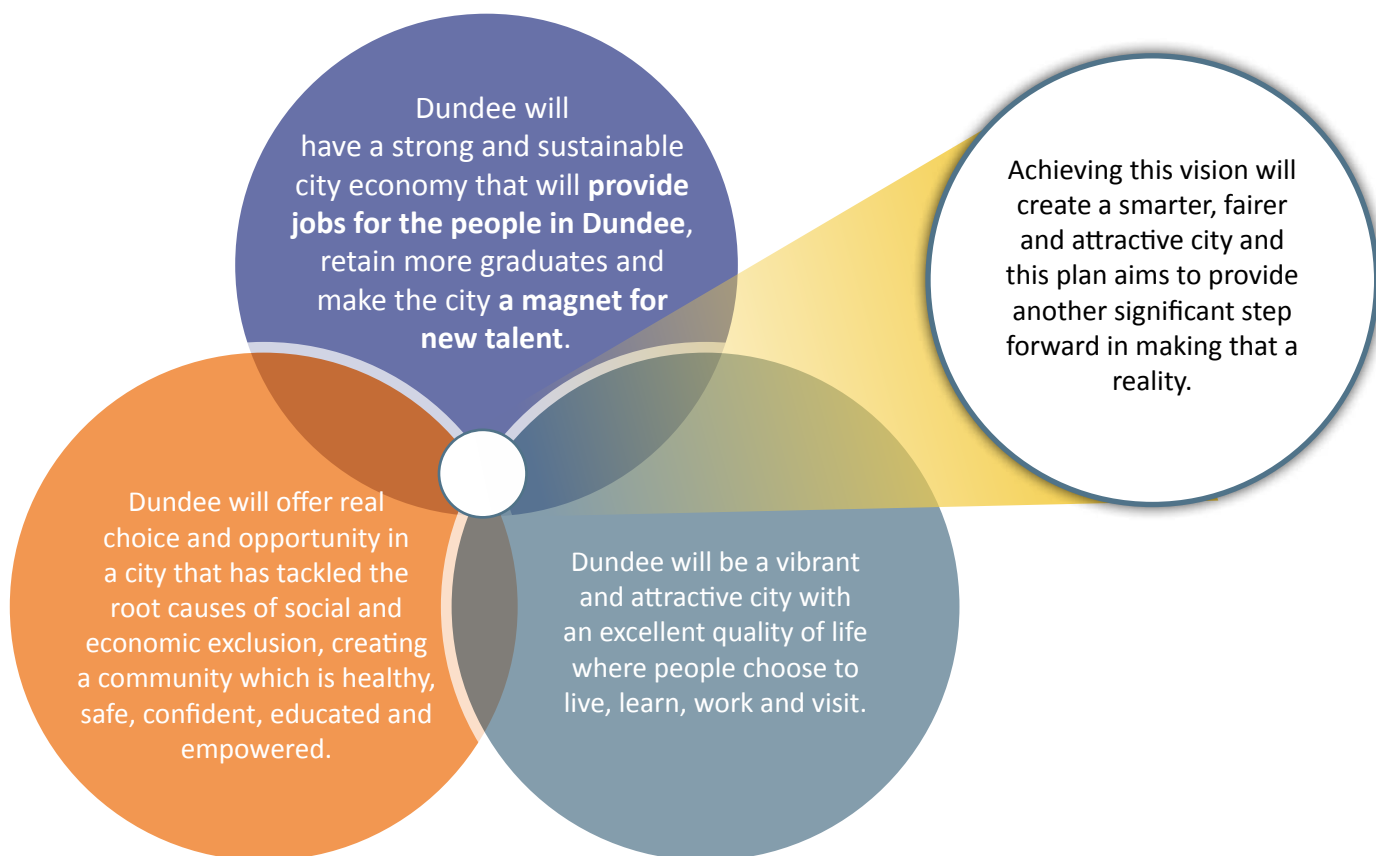 Dundee will
have a strong and sustainable
city economy that will provide
jobs for the people in Dundee,
retain more graduates and
make the city a magnet for
new talent.
Achieving this vision will
create a smarter, fairer
and attractive city and
this plan aims to provide
another significant step
forward in making that a
reality.
Dundee will offer real
choice and opportunity in
a city that has tackled the
root causes of social and
economic exclusion, creating
a community which is healthy,
safe, confident, educated and
empowered.
Dundee will be a vibrant
and attractive city with
an excellent quality of life
where people choose to
live, learn, work and visit.